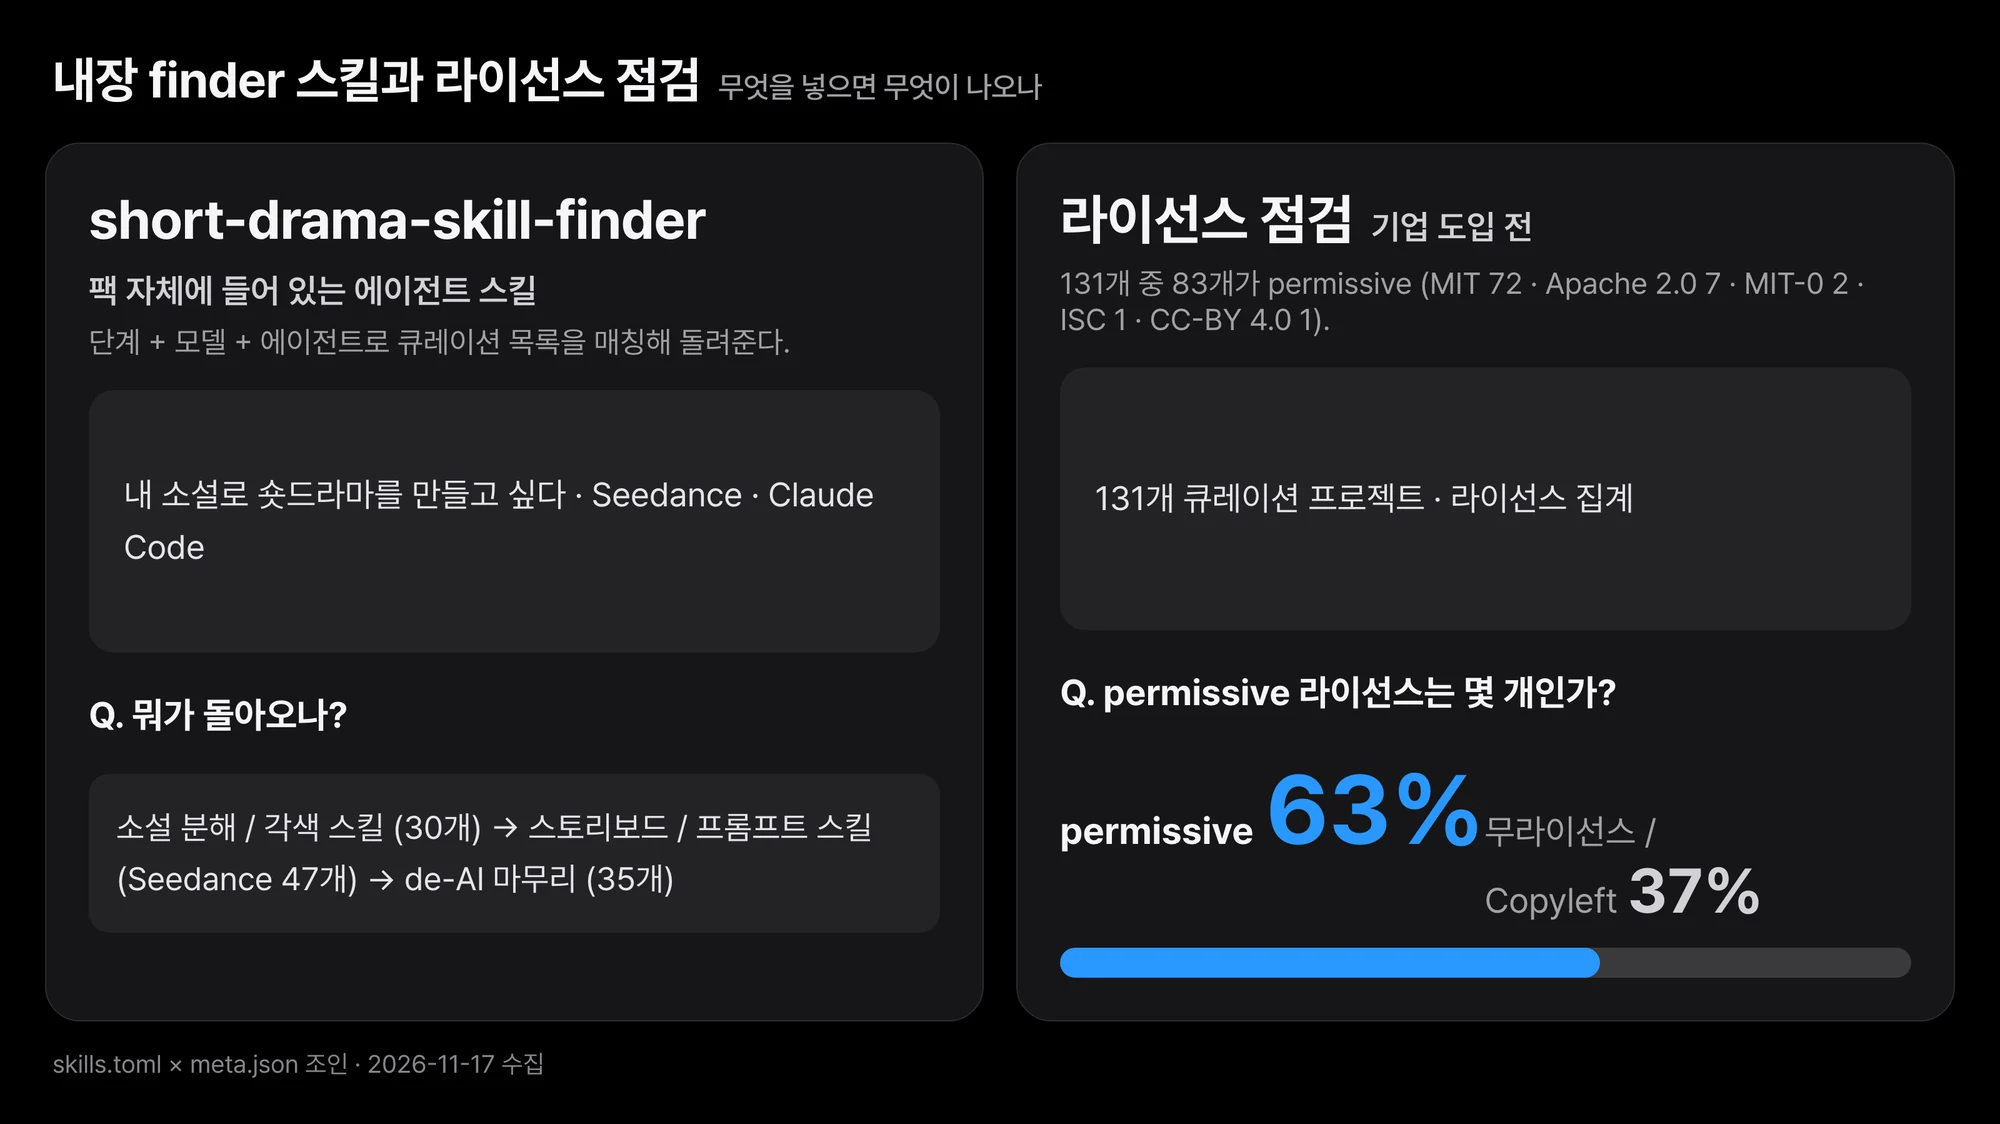 내장 finder 스킬과 라이선스 점검 무엇을 넣으면 무엇이 나오나
short-drama-skill-finder
팩 자체에 들어 있는 에이전트 스킬
단계 + 모델 + 에이전트로 큐레이션 목록을 매칭해 돌려준다.
내 소설로 숏드라마를 만들고 싶다 · Seedance · Claude
Code
Q. 뭐가 돌아오나?
소설 분해 / 각색 스킬 (30개) → 스토리보드 / 프롬프트 스킬
(Seedance 47개) → de-AI 마무리 (35개)
라이선스 점검 기업 도입 전
131개 중 83개가 permissive (MIT 72 · Apache 2.0 7 · MIT-0 2 ·
ISC 1 · CC-BY 4.0 1).
131개 큐레이션 프로젝트 · 라이선스 집계
Q. permissive 라이선스는 몇 개인가?
permissive 63% 무라이선스 /
Copyleft 37%
skills.toml × meta.json 조인 · 2026-11-17 수집